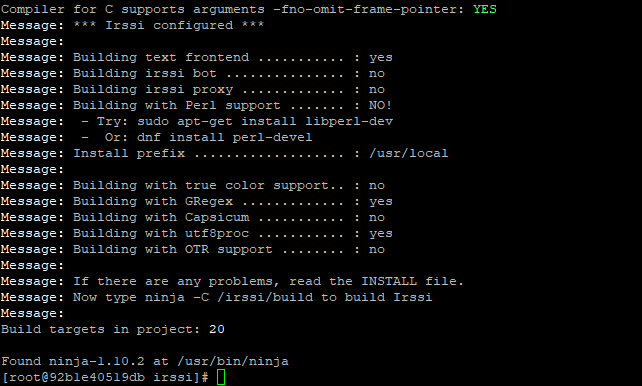 Compiler for C supports arguments -fno-omit-frame-pointer: YES
Message: *** Irssi configured ***
Message:
Message: Building text frontend ........... : yes
Message: Building irssi bot ............... : no
Message: Building irssi proxy ............. : no
Message: Building with Perl support ....... : NO!
Message:  - Try: sudo apt-get install libperl-dev
Message:  -  Or: dnf install perl-devel
Message: Install prefix ................... : /usr/local
Message:
Message: Building with true color support.. : no
Message: Building with GRegex ............. : yes
Message: Building with Capsicum ........... : no
Message: Building with utf8proc ........... : yes
Message: Building with OTR support ........ : no
Message:
Message: If there are any problems, read the INSTALL file.
Message: Now type ninja -C /irssi/build to build Irssi
Message:
Build targets in project: 20
Found ninja-1.10.2 at /usr/bin/ninja
[root@92b1e40519db irssi]#